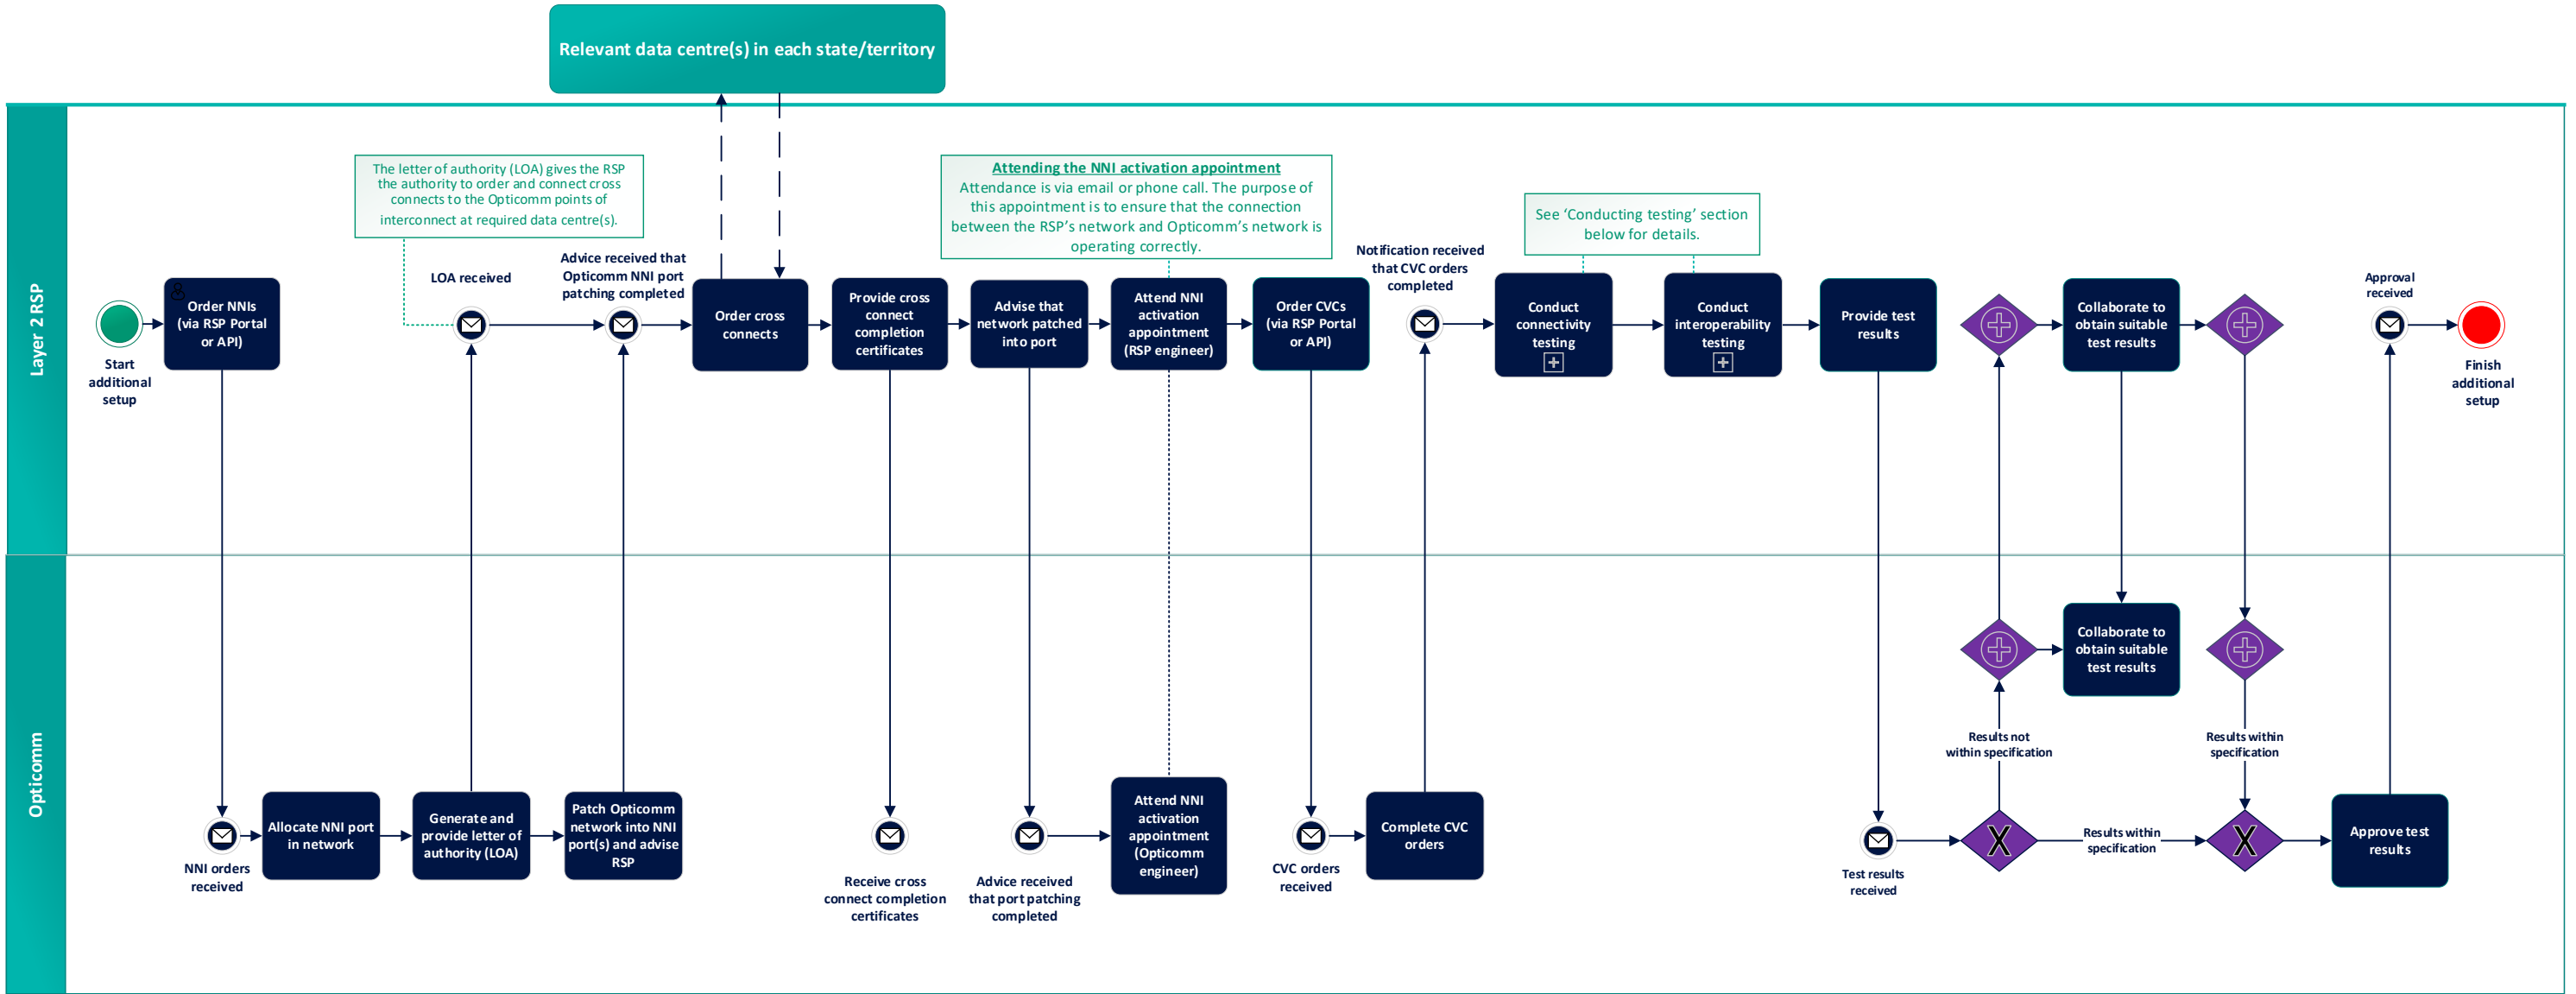 Relevant data centre(s) in each state/territory
Layer 2 RSP
The letter of authority (LOA) gives the RSP
the authority to order and connect cross
connects to the Opticomm points of
interconnect at required data centre(s).
Attending the NNI activation appointment
Attendance is via email or phone call. The purpose of
this appointment is to ensure that the connection
between the RSP's network and Opticomm's network is
operating correctly.
See 'Conducting testing' section
below for details.
Start
additional
setup
Order NNIs
(via RSP Portal
or API)
LOA received
Advice received that
Opticomm NNI port
patching completed
Order cross
connects
Provide cross
connect
completion
certificates
Advise that
network patched
into port
Attend NNI
activation
appointment
(RSP engineer)
Order CVCs
(via RSP Portal
or API)
Notification received
that CVC orders
completed
Conduct
connectivity
testing
Conduct
interoperability
testing
Provide test
results
Collaborate to
obtain suitable
test results
Approval
received
Finish
additional
setup
Opticomm
NNI orders
received
Allocate NNI port
in network
Generate and
provide letter of
authority (LOA)
Patch Opticomm
network into NNI
port(s) and advise
RSP
Receive cross
connect completion
certificates
Advice received
that port patching
completed
Attend NNI
activation
appointment
(Opticomm
engineer)
CVC orders
received
Complete CVC
orders
Test results
received
Collaborate to
obtain suitable
test results
Results not
within specification
Results within
specification
Results within
specification
X
X
Approve test
results